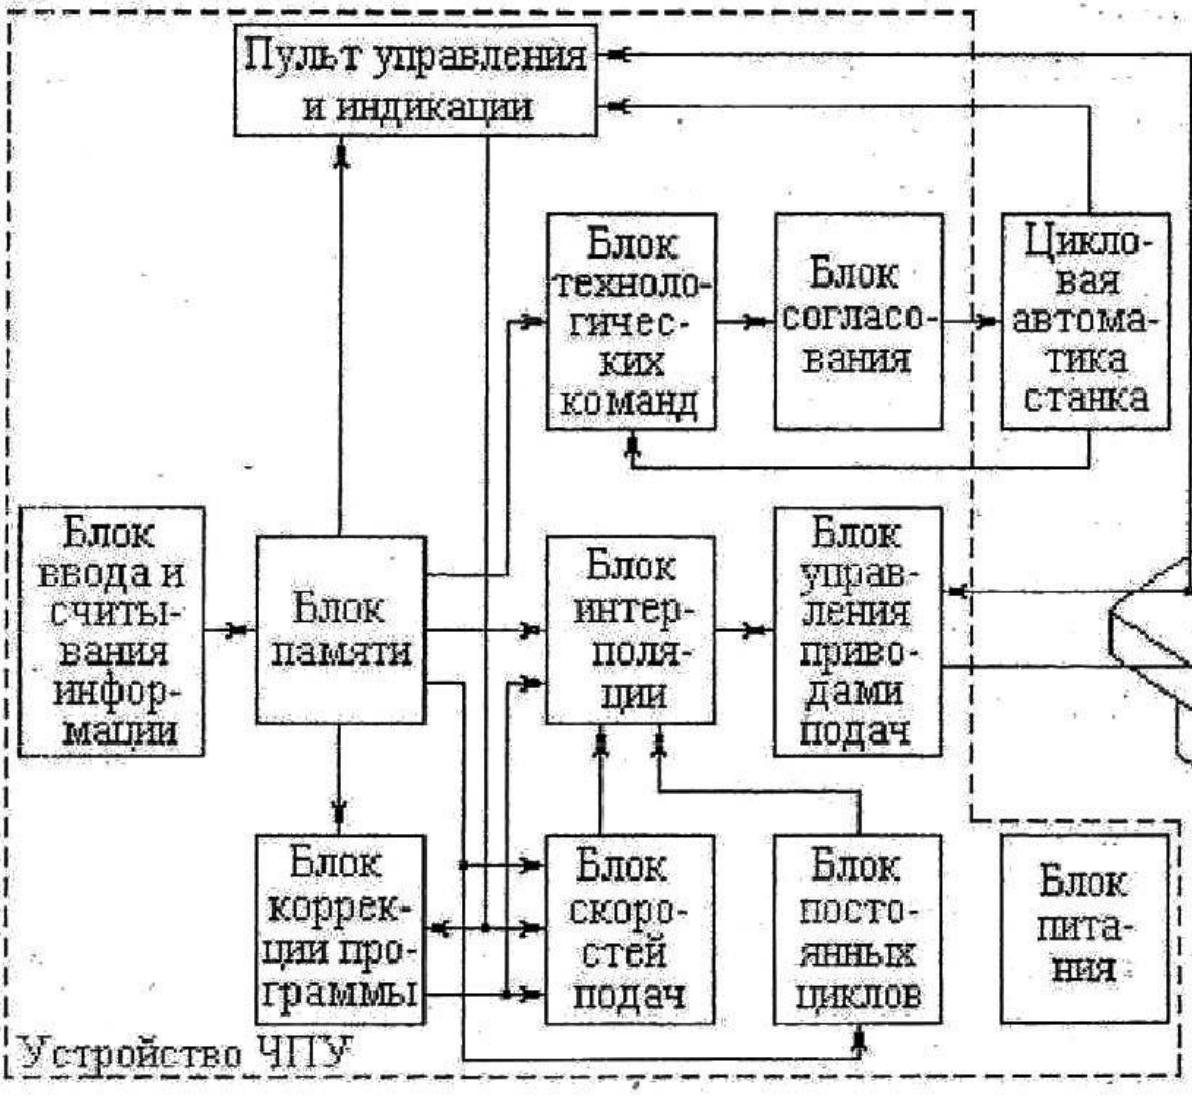 Пульт управления
и индикации
Блок
техноло-
гичес-
ких
команд
Блок
согласо-
вания
Цикло-
вая
автома-
тика
станка
Блок
ввода и
считы-
вания
инфор-
мации
Блок
памяти
Блок
интер-
поля-
ции
Блок
управ-
ления
приво-
дами
подач
Блок
коррек-
ции про-
граммы
Блок
скоро-
стей
подач
Блок
посто-
янных
циклов
Блок
пита-
ния
Устройство ЧПУ